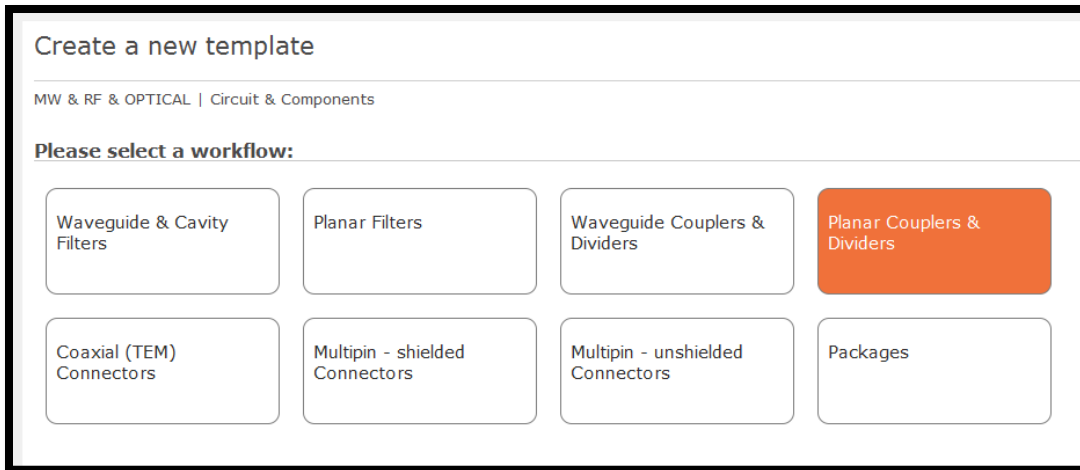 Create a new template
MW & RF & OPTICAL | Circuit & Components
Please select a workflow:
Waveguide & Cavity
Filters
Planar Filters
Waveguide Couplers &
Dividers
Planar Couplers &
Dividers
Coaxial (TEM)
Connectors
Multipin - shielded
Connectors
Multipin - unshielded
Connectors
Packages